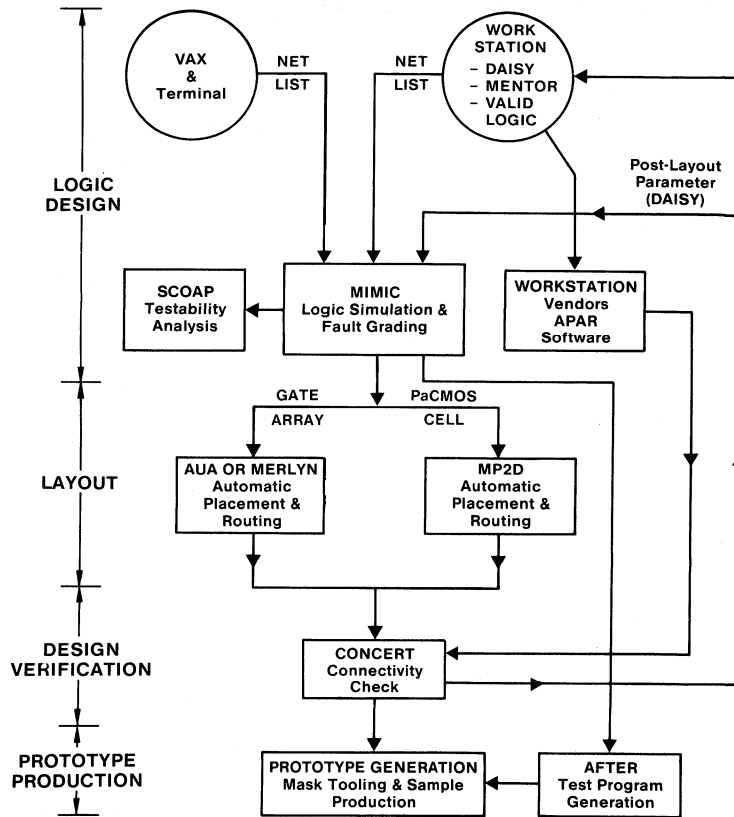 VAX
&
Terminal
NET
LIST
NET
LIST
WORK
STATION
– DAISY
– MENTOR
– VALID
LOGIC
Post-Layout
Parameter
(DAISY)
LOGIC
DESIGN
SCOAP
Testability
Analysis
MIMIC
Logic Simulation &
Fault Grading
WORKSTATION
Vendors
APAR
Software
GATE
ARRAY
PaCMOS
CELL
LAYOUT
AUA OR MERLYN
Automatic
Placement &
Routing
MP2D
Automatic
Placement &
Routing
DESIGN
VERIFICATION
CONCERT
Connectivity
Check
PROTOTYPE
PRODUCTION
PROTOTYPE GENERATION
Mask Tooling & Sample
Production
AFTER
Test Program
Generation